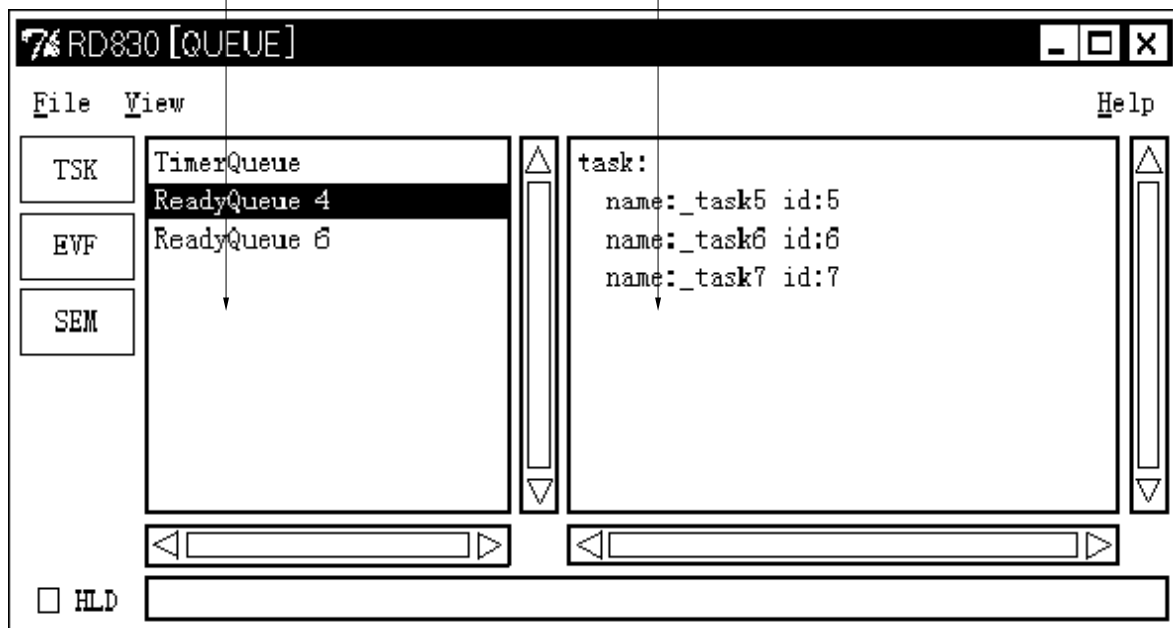 RD830 [QUEUE]
File View Help
TSK
EVF
SEM
TimerQueue
ReadyQueue 4
ReadyQueue 6
task:
name:_task5 id:5
name:_task6 id:6
name:_task7 id:7
HLD